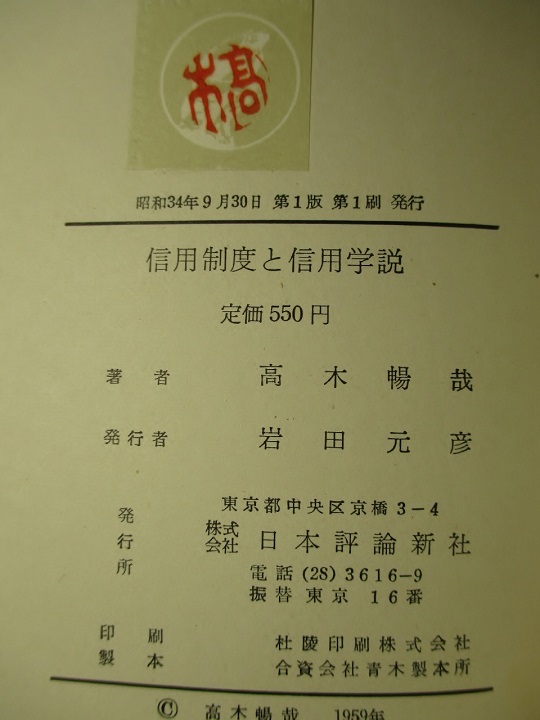 高木
昭和34年9月30日 第1版 第1刷 発行
信用制度と信用学説
定価 550 円
著者 高木暢哉
発行者 岩田元彦
発行所 東京都中央区京橋 3-4
株式会社 日本評論新社
電話 (28) 3616-9
振替 東京 16番
印刷 杜陵印刷株式会社
製本 合資会社青木製本所
© 高木暢哉 1959年